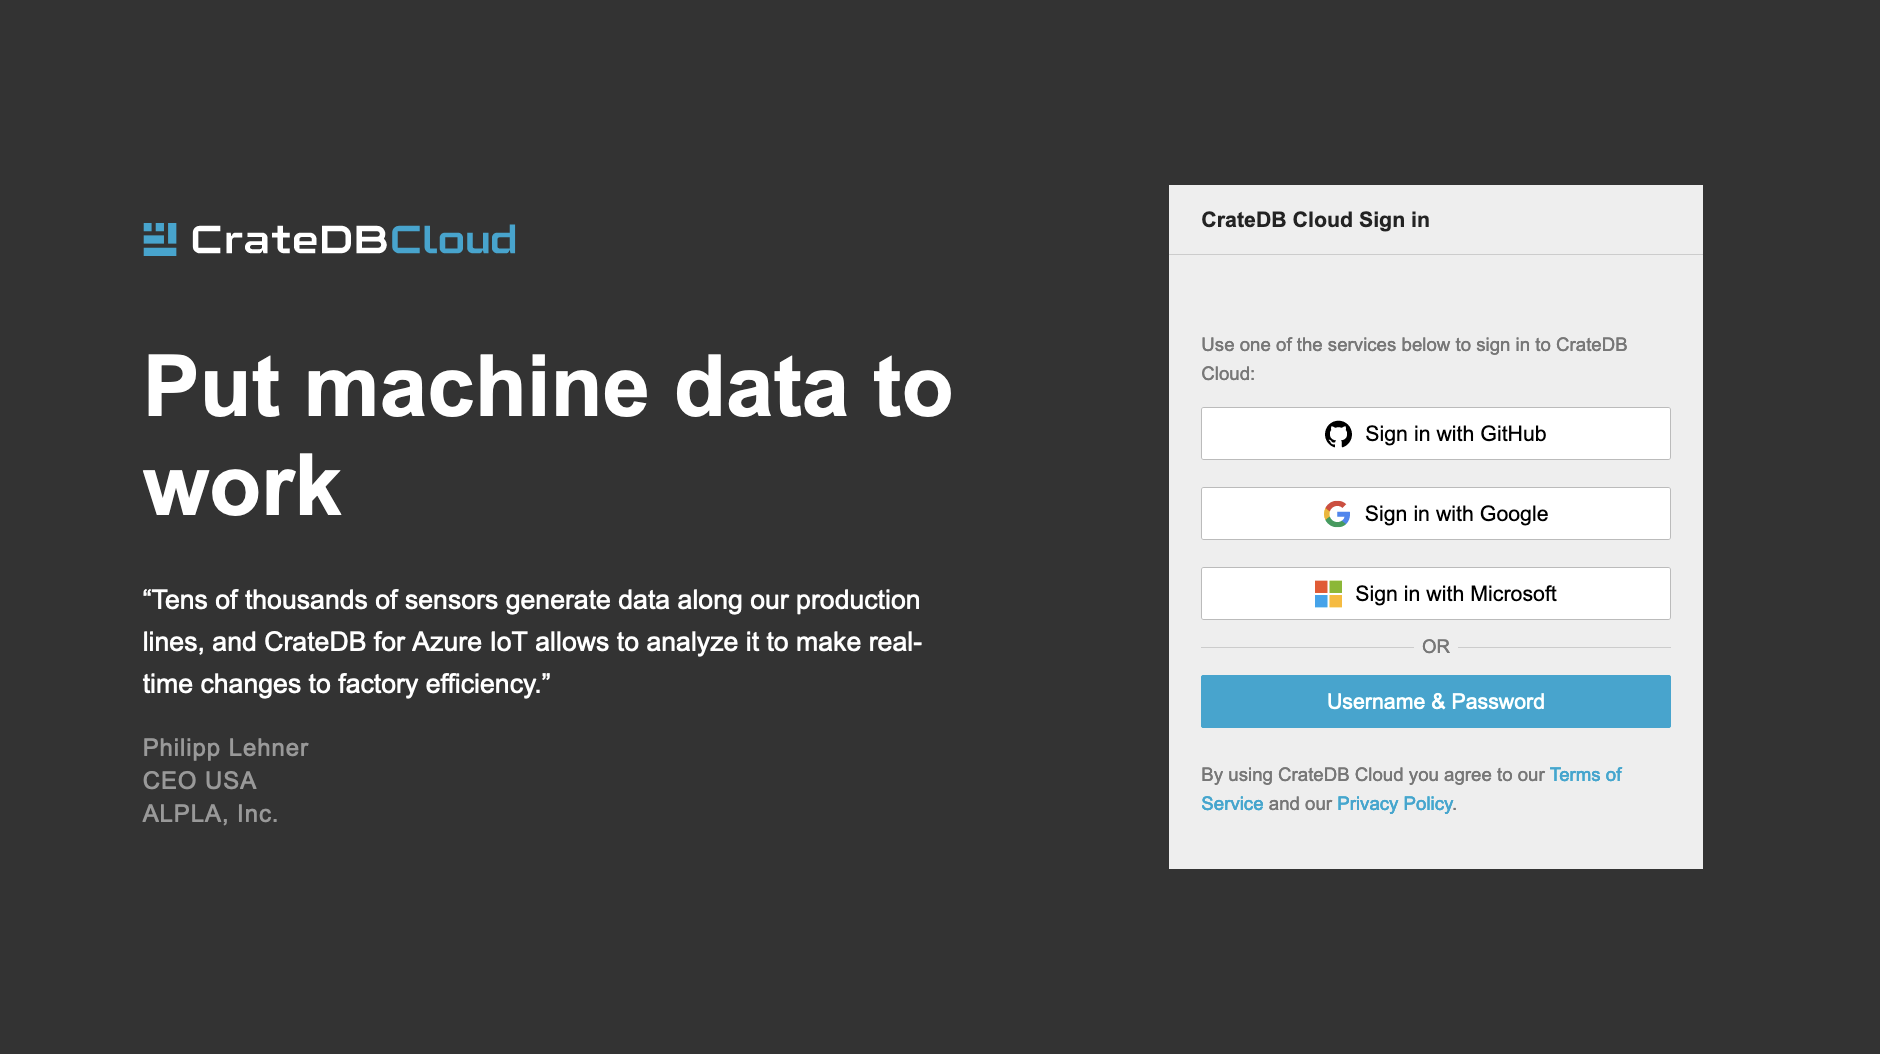 CrateDBCloud
Put machine data to
work
“Tens of thousands of sensors generate data along our production
lines, and CrateDB for Azure IoT allows to analyze it to make real-
time changes to factory efficiency.”
Philipp Lehner
CEO USA
ALPLA, Inc.
CrateDB Cloud Sign in
Use one of the services below to sign in to CrateDB
Cloud:
Sign in with GitHub
Sign in with Google
Sign in with Microsoft
OR
Username & Password
By using CrateDB Cloud you agree to our Terms of
Service and our Privacy Policy.